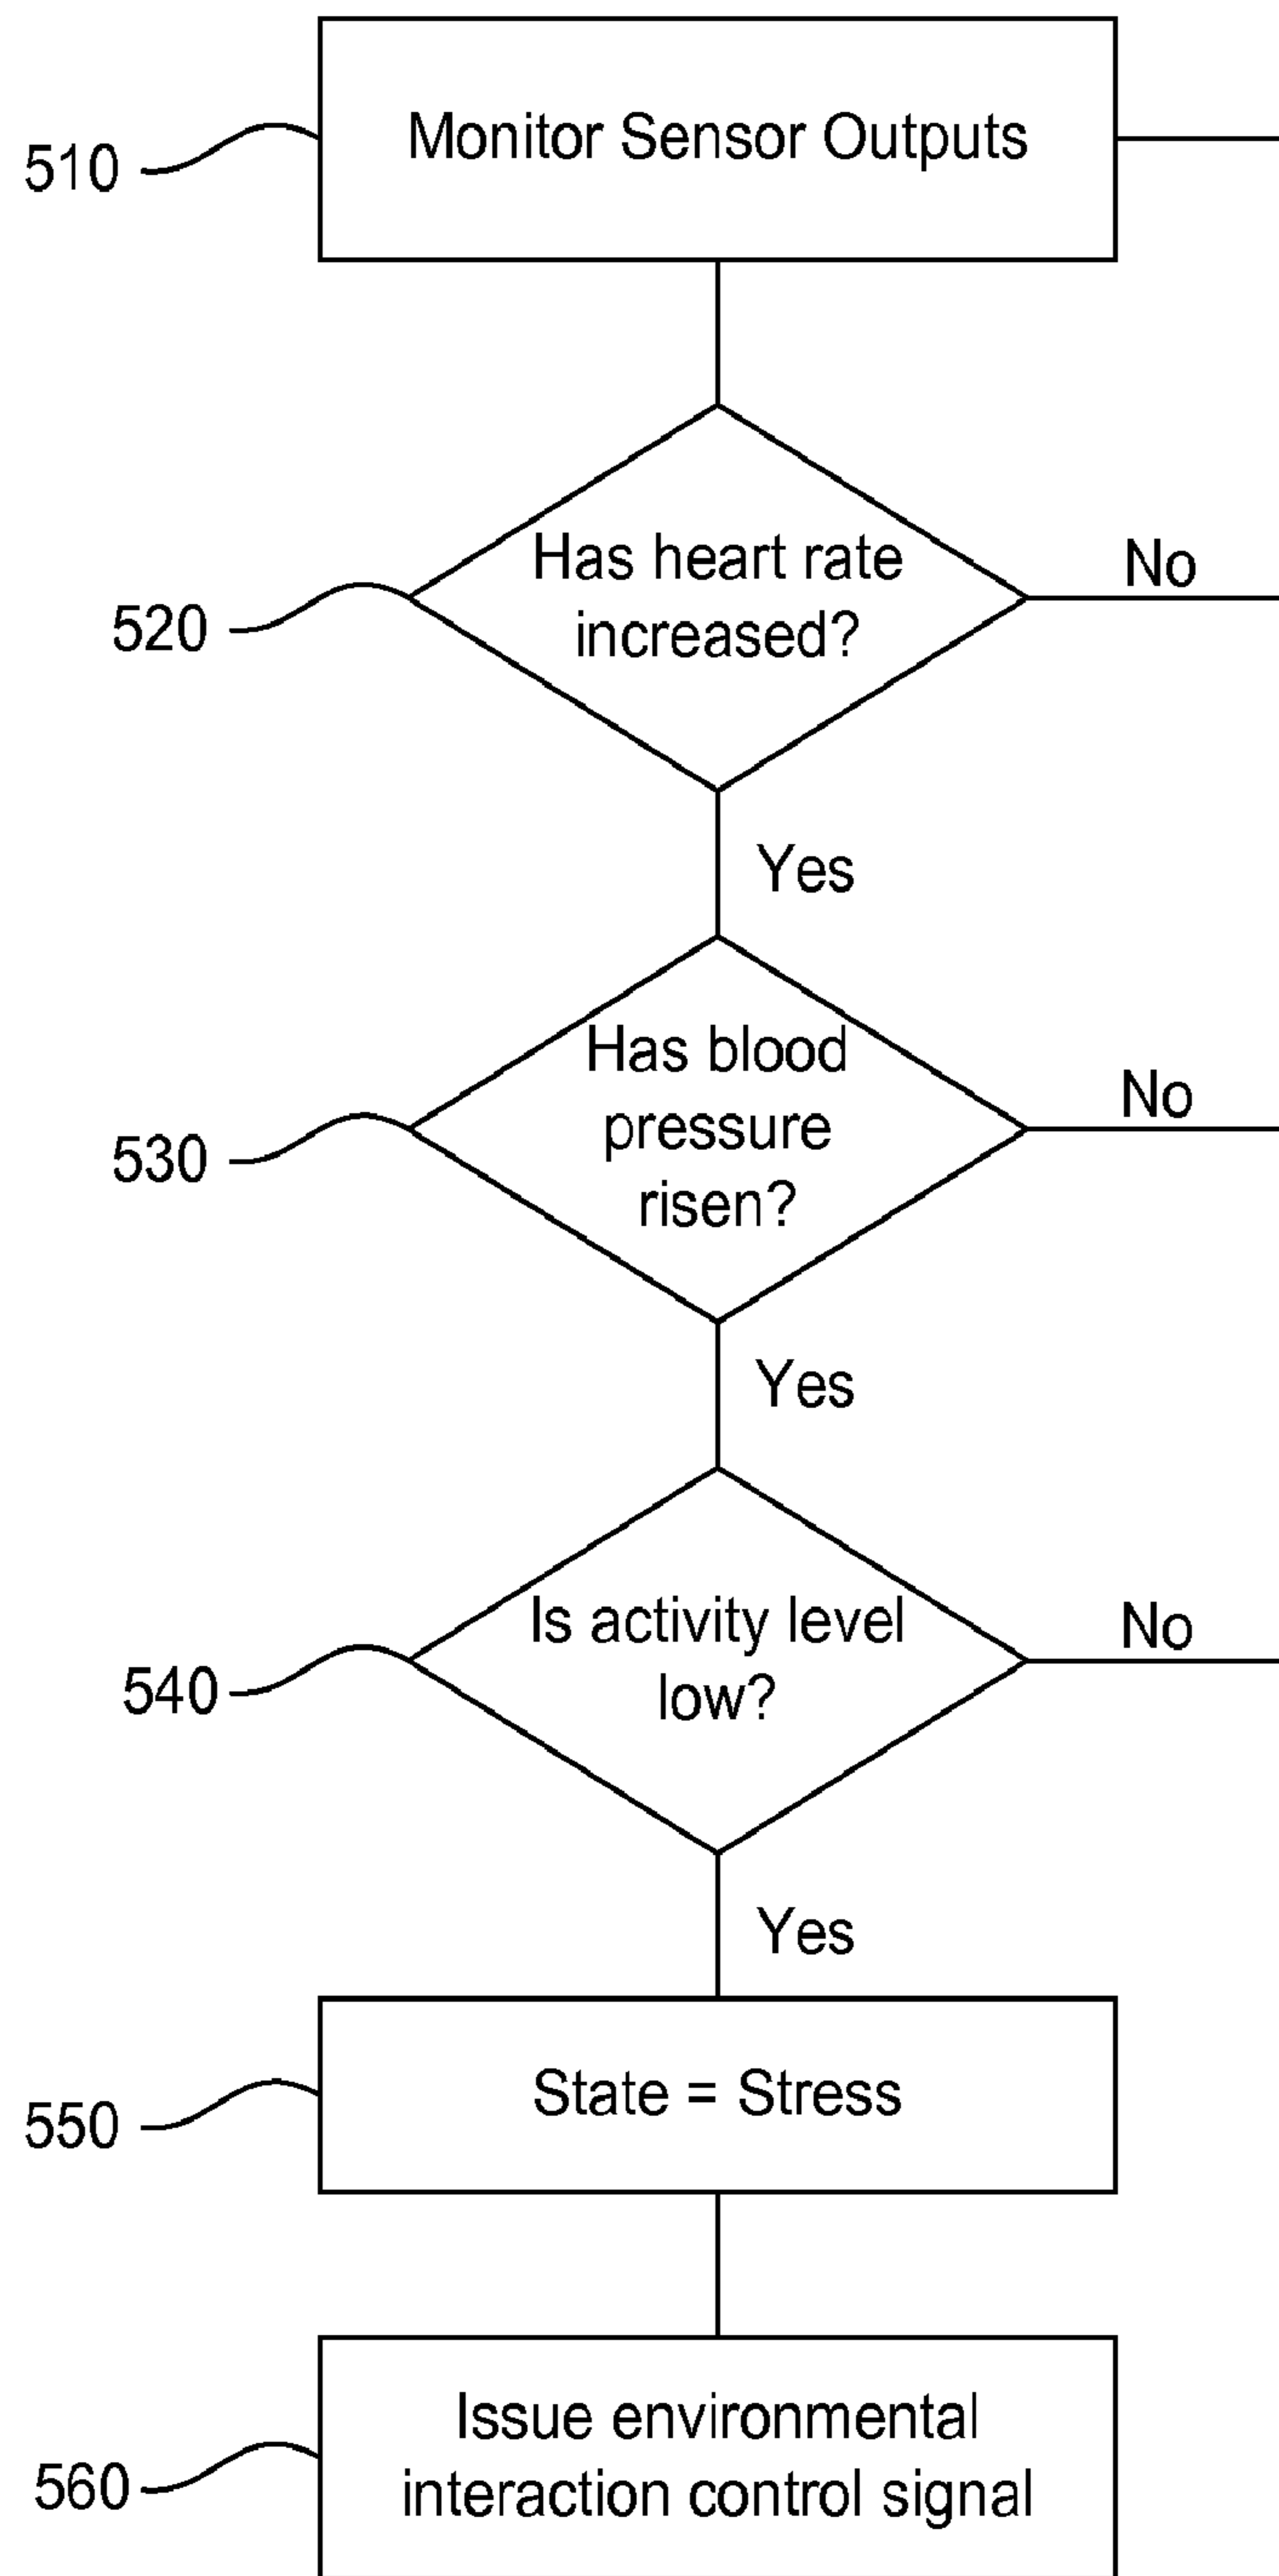 Monitor Sensor Outputs
510
Has heart rate
increased?
No
520
Yes
Has blood
pressure
risen?
No
530
Yes
Is activity level
low?
No
540
Yes
State = Stress
550
Issue environmental
interaction control signal
560